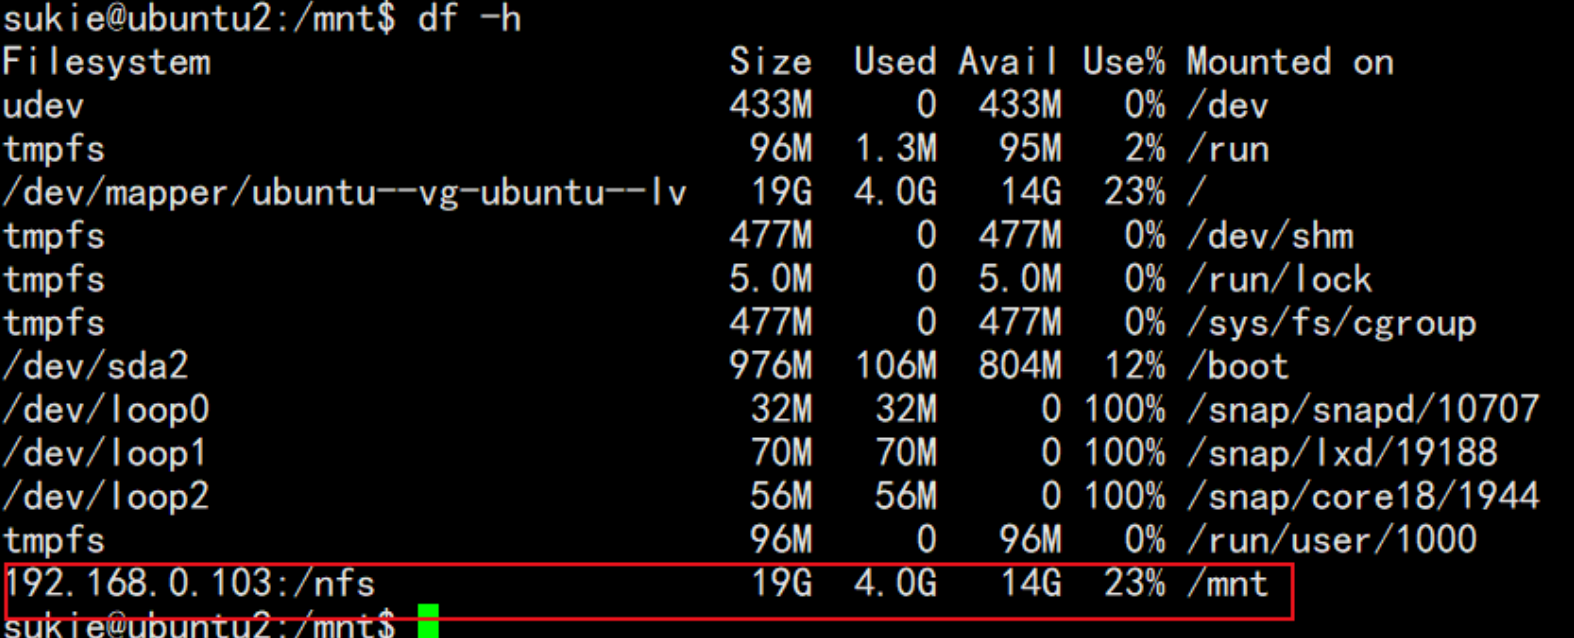 sukie@ubuntu2:/mnt$ df -h
Filesystem Size Used Avail Use% Mounted on
udev 433M 0 433M 0% /dev
tmpfs 96M 1.3M 95M 2% /run
/dev/mapper/ubuntu--vg-ubuntu--lv 19G 4.0G 14G 23% /
tmpfs 477M 0 477M 0% /dev/shm
tmpfs 5.0M 0 5.0M 0% /run/lock
tmpfs 477M 0 477M 0% /sys/fs/cgroup
/dev/sda2 976M 106M 804M 12% /boot
/dev/loop0 32M 32M 0 100% /snap/snapd/10707
/dev/loop1 70M 70M 0 100% /snap/lxd/19188
/dev/loop2 56M 56M 0 100% /snap/core18/1944
tmpfs 96M 0 96M 0% /run/user/1000
192.168.0.103:/nfs 19G 4.0G 14G 23% /mnt
sukie@ubuntu2:/mnt$